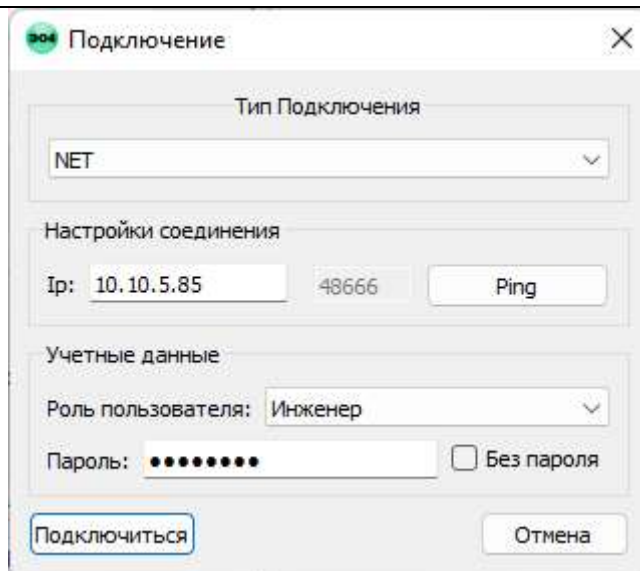 Подключение
Тип Подключения
NET
Настройки соединения
Ip: 10.10.5.85 48666 Ping
Учетные данные
Роль пользователя: Инженер
Пароль: ●●●●●●●● Без пароля
Подключиться Отмена